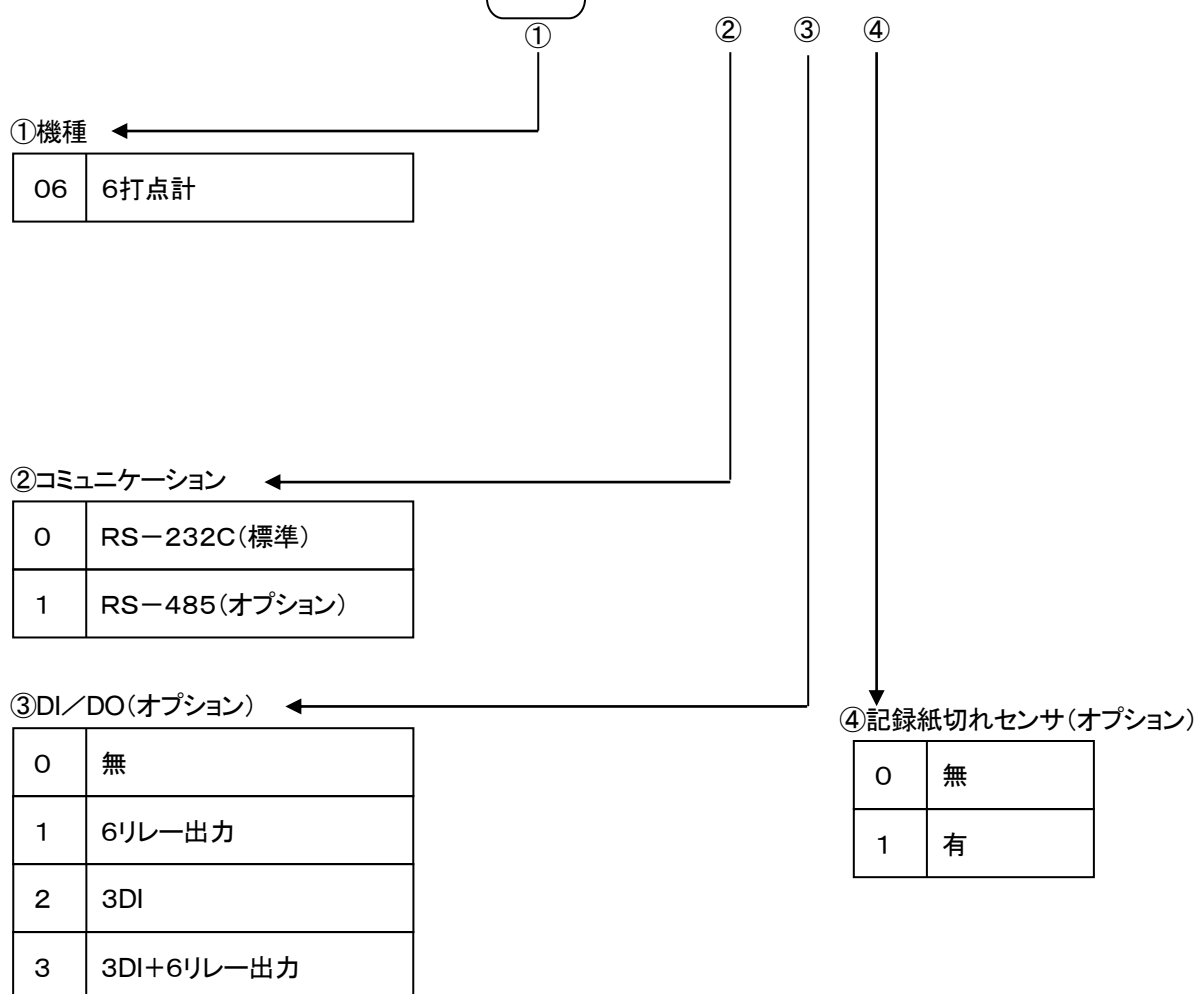 ① ② ③ ④
①機種
06 6打点計
②コミュニケーション
0 RS-232C(標準)
1 RS-485(オプション)
③DI/DO(オプション)
0 無
1 6リレー出力
2 3DI
3 3DI+6リレー出力
④記録紙切れセンサ(オプション)
0 無
1 有